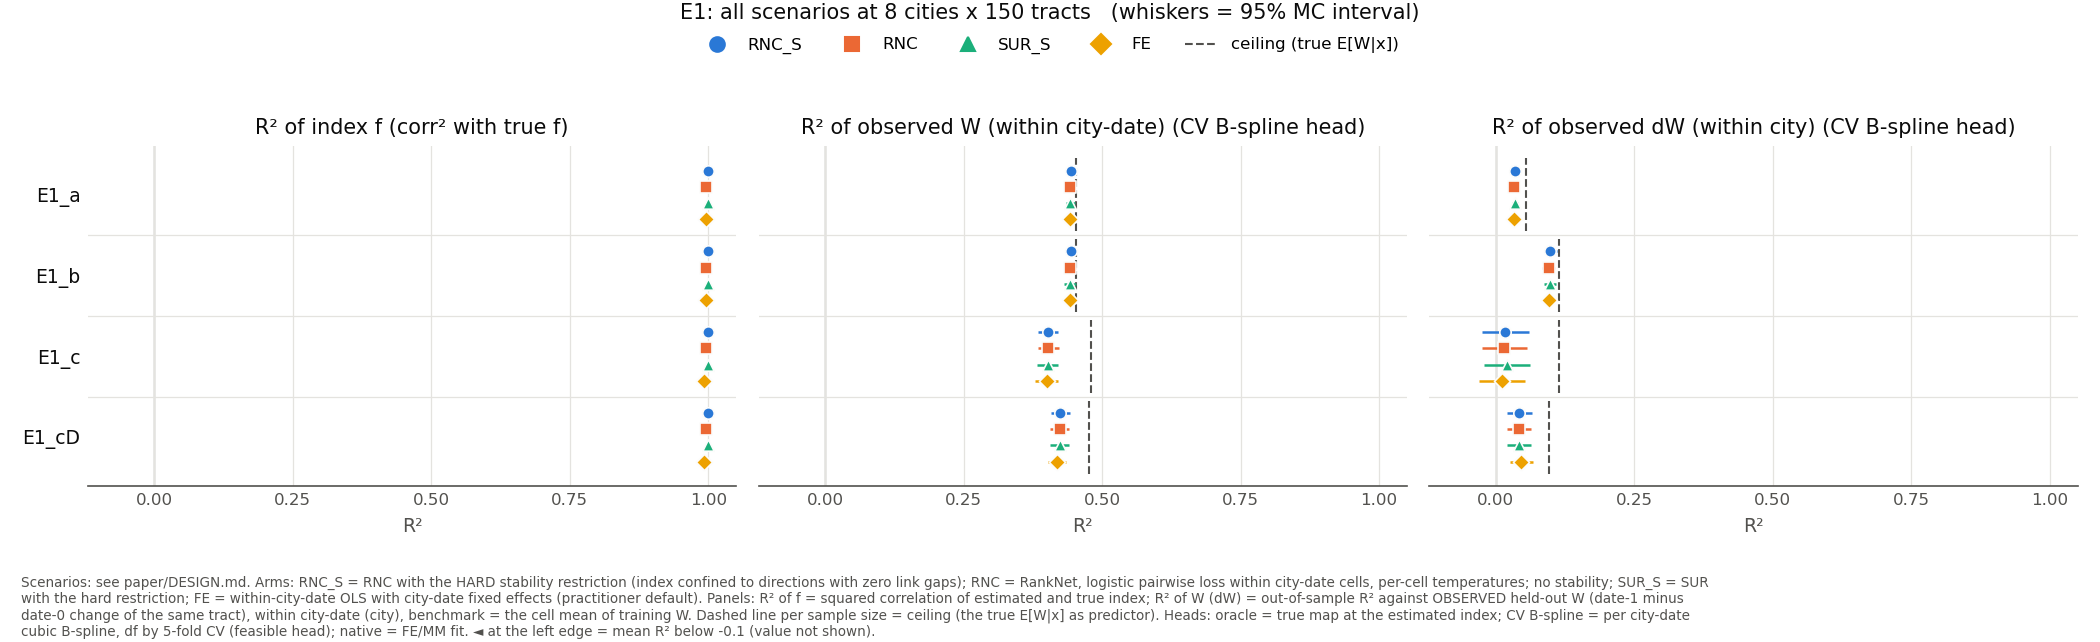 E1: all scenarios at 8 cities x 150 tracts (whiskers = 95% MC interval)
RNC_S RNC SUR_S FE ceiling (true E[W|x])
R² of index f (corr² with true f)
R² of observed W (within city-date) (CV B-spline head)
R² of observed dW (within city) (CV B-spline head)
E1_a
E1_b
E1_c
E1_cD
0.00 0.25 0.50 0.75 1.00
R²
0.00 0.25 0.50 0.75 1.00
R²
0.00 0.25 0.50 0.75 1.00
R²
Scenarios: see paper/DESIGN.md. Arms: RNC_S = RNC with the HARD stability restriction (index confined to directions with zero link gaps); RNC = RankNet, logistic pairwise loss within city-date cells, per-cell temperatures; no stability; SUR_S = SUR
with the hard restriction; FE = within-city-date OLS with city-date fixed effects (practitioner default). Panels: R² of f = squared correlation of estimated and true index; R² of W (dW) = out-of-sample R² against OBSERVED held-out W (date-1 minus
date-0 change of the same tract), within city-date (city), benchmark = the cell mean of training W. Dashed line per sample size = ceiling (the true E[W|x] as predictor). Heads: oracle = true map at the estimated index; CV B-spline = per city-date
cubic B-spline, df by 5-fold CV (feasible head); native = FE/MM fit. ◄ at the left edge = mean R² below -0.1 (value not shown).